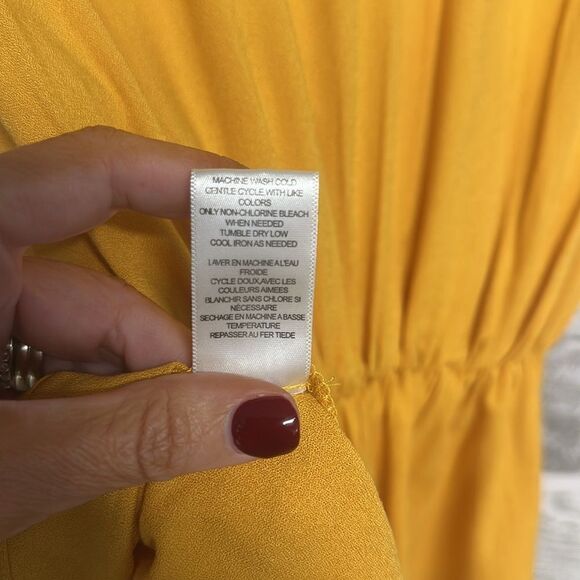 MACHINE WASH COLD
GENTLE CYCLE, WITH LIKE
COLORS
ONLY NON-CHLORINE BLEACH
WHEN NEEDED
TUMBLE DRY LOW
COOL IRON AS NEEDED
LAVER EN MACHINE A L'EAU
FROIDE
CYCLE DOUX,AVEC LES
COULEURS AIMEES
BLANCHIR SANS CHLORE SI
NÉCESSAIRE
SECHAGE EN MACHINE A BASSE
TEMPERATURE
REPASSER AU FER TIEDE